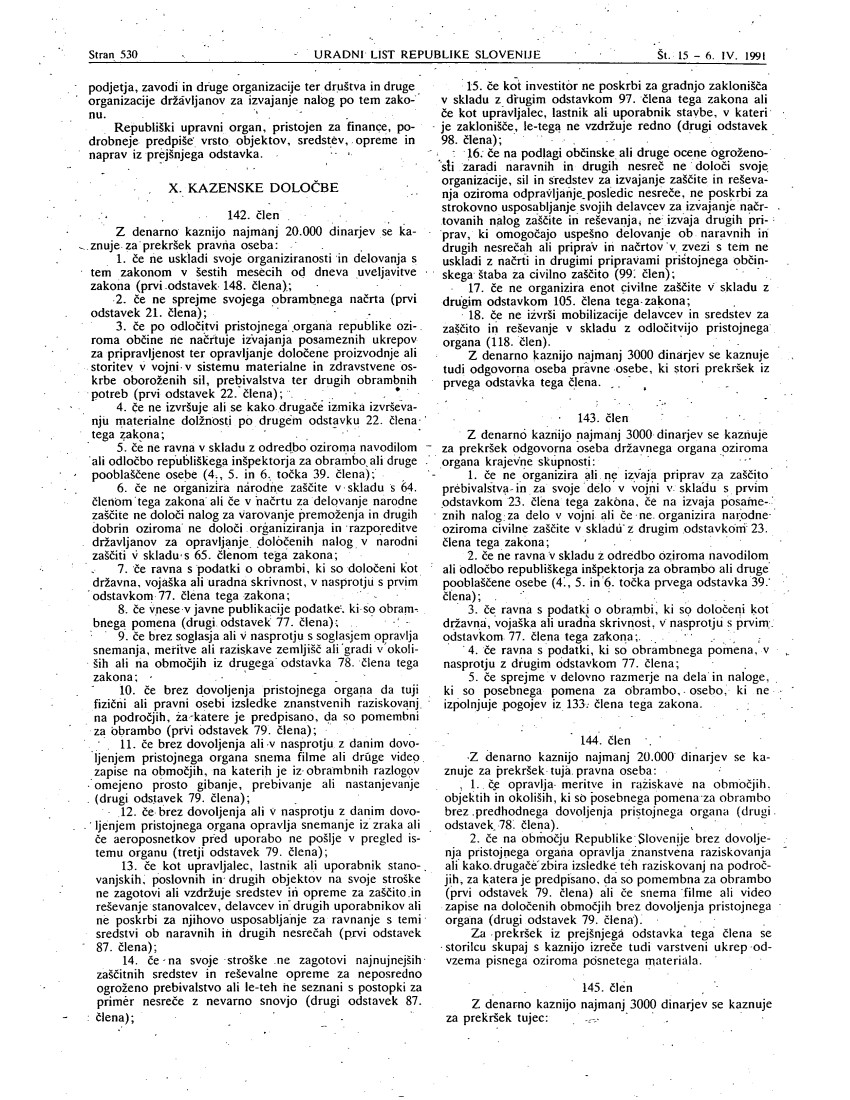 Stran 530
URADNI LIST REPUBLIKE SLOVENIJE
Št. 15 – 6. IV. 1991
podjetja, zavodi in druge organizacije ter društva in druge
organizacije državljanov za izvajanje nalog po tem zako-
nu.
Republiški upravni organ, pristojen za finance, po-
drobneje predpiše vrsto objektov, sredstev, opreme in
naprav iz prejšnjega odstavka.
X. KAZENSKE DOLOČBE
142. člen
Z denarno kaznijo najmanj 20.000 dinarjev se ka-
znuje za prekršek pravna oseba:
1. če ne uskladi svoje organiziranosti in delovanja s
tem zakonom v šestih mesecih od dneva uveljavitve
zakona (prvi odstavek 148. člena);
2. če ne sprejme svojega obrambnega načrta (prvi
odstavek 21. člena);
3. če po odločitvi pristojnega organa republike ozi-
roma občine ne načrtuje izvajanja posameznih ukrepov
za pripravljenost ter opravljanje določene proizvodnje ali
storitev v vojni v sistemu materialne in zdravstvene os-
krbe oboroženih sil, prebivalstva ter drugih obrambnih
potreb (prvi odstavek 22. člena);
4. če ne izvršuje ali se kako drugače izmika izvrševa-
nju materialne dolžnosti po drugem odstavku 22. člena
tega zakona;
5. če ne ravna v skladu z odredbo oziroma navodilom
ali odločbo republiškega inšpektorja za obrambo ali druge
pooblaščene osebe (4., 5. in 6. točka 39. člena);
6. če ne organizira narodne zaščite v skladu s 64.
členom tega zakona ali če v načrtu za delovanje narodne
zaščite ne določi nalog za varovanje premoženja in drugih
dobrin oziroma ne določi organiziranja in razporeditve
državljanov za opravljanje določenih nalog v narodni
zaščiti v skladu s 65. členom tega zakona;
7. če ravna s podatki o obrambi, ki so določeni kot
državna, vojaška ali uradna skrivnost, v nasprotju s prvim
odstavkom 77. člena tega zakona;
8. če vnese v javne publikacije podatke, ki so obram-
bnega pomena (drugi odstavek 77. člena);
9. če brez soglasja ali v nasprotju s soglasjem opravlja
snemanja, meritve ali raziskave zemljišč ali gradi v okoli-
ših ali na območjih iz drugega odstavka 78. člena tega
zakona;
10. če brez dovoljenja pristojnega organa da tuji
fizični ali pravni osebi izsledke znanstvenih raziskovanj
na področjih, za katere je predpisano, da so pomembni
za obrambo (prvi odstavek 79. člena);
11. če brez dovoljenja ali v nasprotju z danim dovo-
ljenjem pristojnega organa snema filme ali druge video
zapise na območjih, na katerih je iz obrambnih razlogov
omejeno prosto gibanje, prebivanje ali nastanjevanje
(drugi odstavek 79. člena);
12. če brez dovoljenja ali v nasprotju z danim dovo-
ljenjem pristojnega organa opravlja snemanje iz zraka ali
če aeroposnetkov pred uporabo ne pošlje v pregled is-
temu organu (tretji odstavek 79. člena);
13. če kot upravljalec, lastnik ali uporabnik stano-
vanjskih, poslovnih in drugih objektov na svoje stroške
ne zagotovi ali vzdržuje sredstev in opreme za zaščito in
reševanje stanovalcev, delavcev in drugih uporabnikov ali
ne poskrbi za njihovo usposabljanje za ravnanje s temi
sredstvi ob naravnih in drugih nesrečah (prvi odstavek
87. člena);
14. če na svoje stroške ne zagotovi najnujnejših
zaščitnih sredstev in reševalne opreme za neposredno
ogroženo prebivalstvo ali le-teh ne seznani s postopki za
primer nesreče z nevarno snovjo (drugi odstavek 87.
člena);
15. če kot investitor ne poskrbi za gradnjo zaklonišča
v skladu z drugim odstavkom 97. člena tega zakona ali
če kot upravljalec, lastnik ali uporabnik stavbe, v kateri
je zaklonišče, le-tega ne vzdržuje redno (drugi odstavek
98. člena);
16. če na podlagi občinske ali druge ocene ogroženo-
sti zaradi naravnih in drugih nesreč ne določi svoje
organizacije, sil in sredstev za izvajanje zaščite in reševa-
nja oziroma odpravljanje posledic nesreče, ne poskrbi za
strokovno usposabljanje svojih delavcev za izvajanje načr-
tovanih nalog zaščite in reševanja, ne izvaja drugih pri-
prav, ki omogočajo uspešno delovanje ob naravnih in
drugih nesrečah ali priprav in načrtov v zvezi s tem ne
uskladi z načrti in drugimi pripravami pristojnega občin-
skega štaba za civilno zaščito (99. člen);
17. če ne organizira enot civilne zaščite v skladu z
drugim odstavkom 105. člena tega zakona;
18. če ne izvrši mobilizacije delavcev in sredstev za
zaščito in reševanje v skladu z odločitvijo pristojnega
organa (118. člen).
Z denarno kaznijo najmanj 3000 dinarjev se kaznuje
tudi odgovorna oseba pravne osebe, ki stori prekršek iz
prvega odstavka tega člena.
143. člen
Z denarno kaznijo najmanj 3000 dinarjev se kaznuje
za prekršek odgovorna oseba državnega organa oziroma
organa krajevne skupnosti:
1. če ne organizira ali ne izvaja priprav za zaščito
prebivalstva in za svoje delo v vojni v skladu s prvim
odstavkom 23. člena tega zakona, če na izvaja posame-
znih nalog za delo v vojni ali če ne organizira narodne
oziroma civilne zaščite v skladu z drugim odstavkom 23.
člena tega zakona;
2. če ne ravna v skladu z odredbo oziroma navodilom
ali odločbo republiškega inšpektorja za obrambo ali druge
pooblaščene osebe (4., 5. in 6. točka prvega odstavka 39.
člena);
3. če ravna s podatki o obrambi, ki so določeni kot
državna, vojaška ali uradna skrivnost, v nasprotju s prvim
odstavkom 77. člena tega zakona;
4. če ravna s podatki, ki so obrambnega pomena, v
nasprotju z drugim odstavkom 77. člena;
5. če sprejme v delovno razmerje na dela in naloge,
ki so posebnega pomena za obrambo, osebo, ki ne
izpolnjuje pogojev iz 133. člena tega zakona.
144. člen
Z denarno kaznijo najmanj 20.000 dinarjev se ka-
znuje za prekršek tuja pravna oseba:
1. če opravlja meritve in raziskave na območjih,
objektih in okoliših, ki so posebnega pomena za obrambo
brez predhodnega dovoljenja pristojnega organa (drugi
odstavek 78. člena).
2. če na območju Republike Slovenije brez dovolje-
nja pristojnega organa opravlja znanstvena raziskovanja
ali kako drugače zbira izsledke teh raziskovanj na področ-
jih, za katera je predpisano, da so pomembna za obrambo
(prvi odstavek 79. člena) ali če snema filme ali video
zapise na določenih območjih brez dovoljenja pristojnega
organa (drugi odstavek 79. člena).
Za prekršek iz prejšnjega odstavka tega člena se
storilcu skupaj s kaznijo izreče tudi varstveni ukrep od-
vzema pisnega oziroma posnetega materiala.
145. člen
Z denarno kaznijo najmanj 3000 dinarjev se kaznuje
za prekršek tujec: